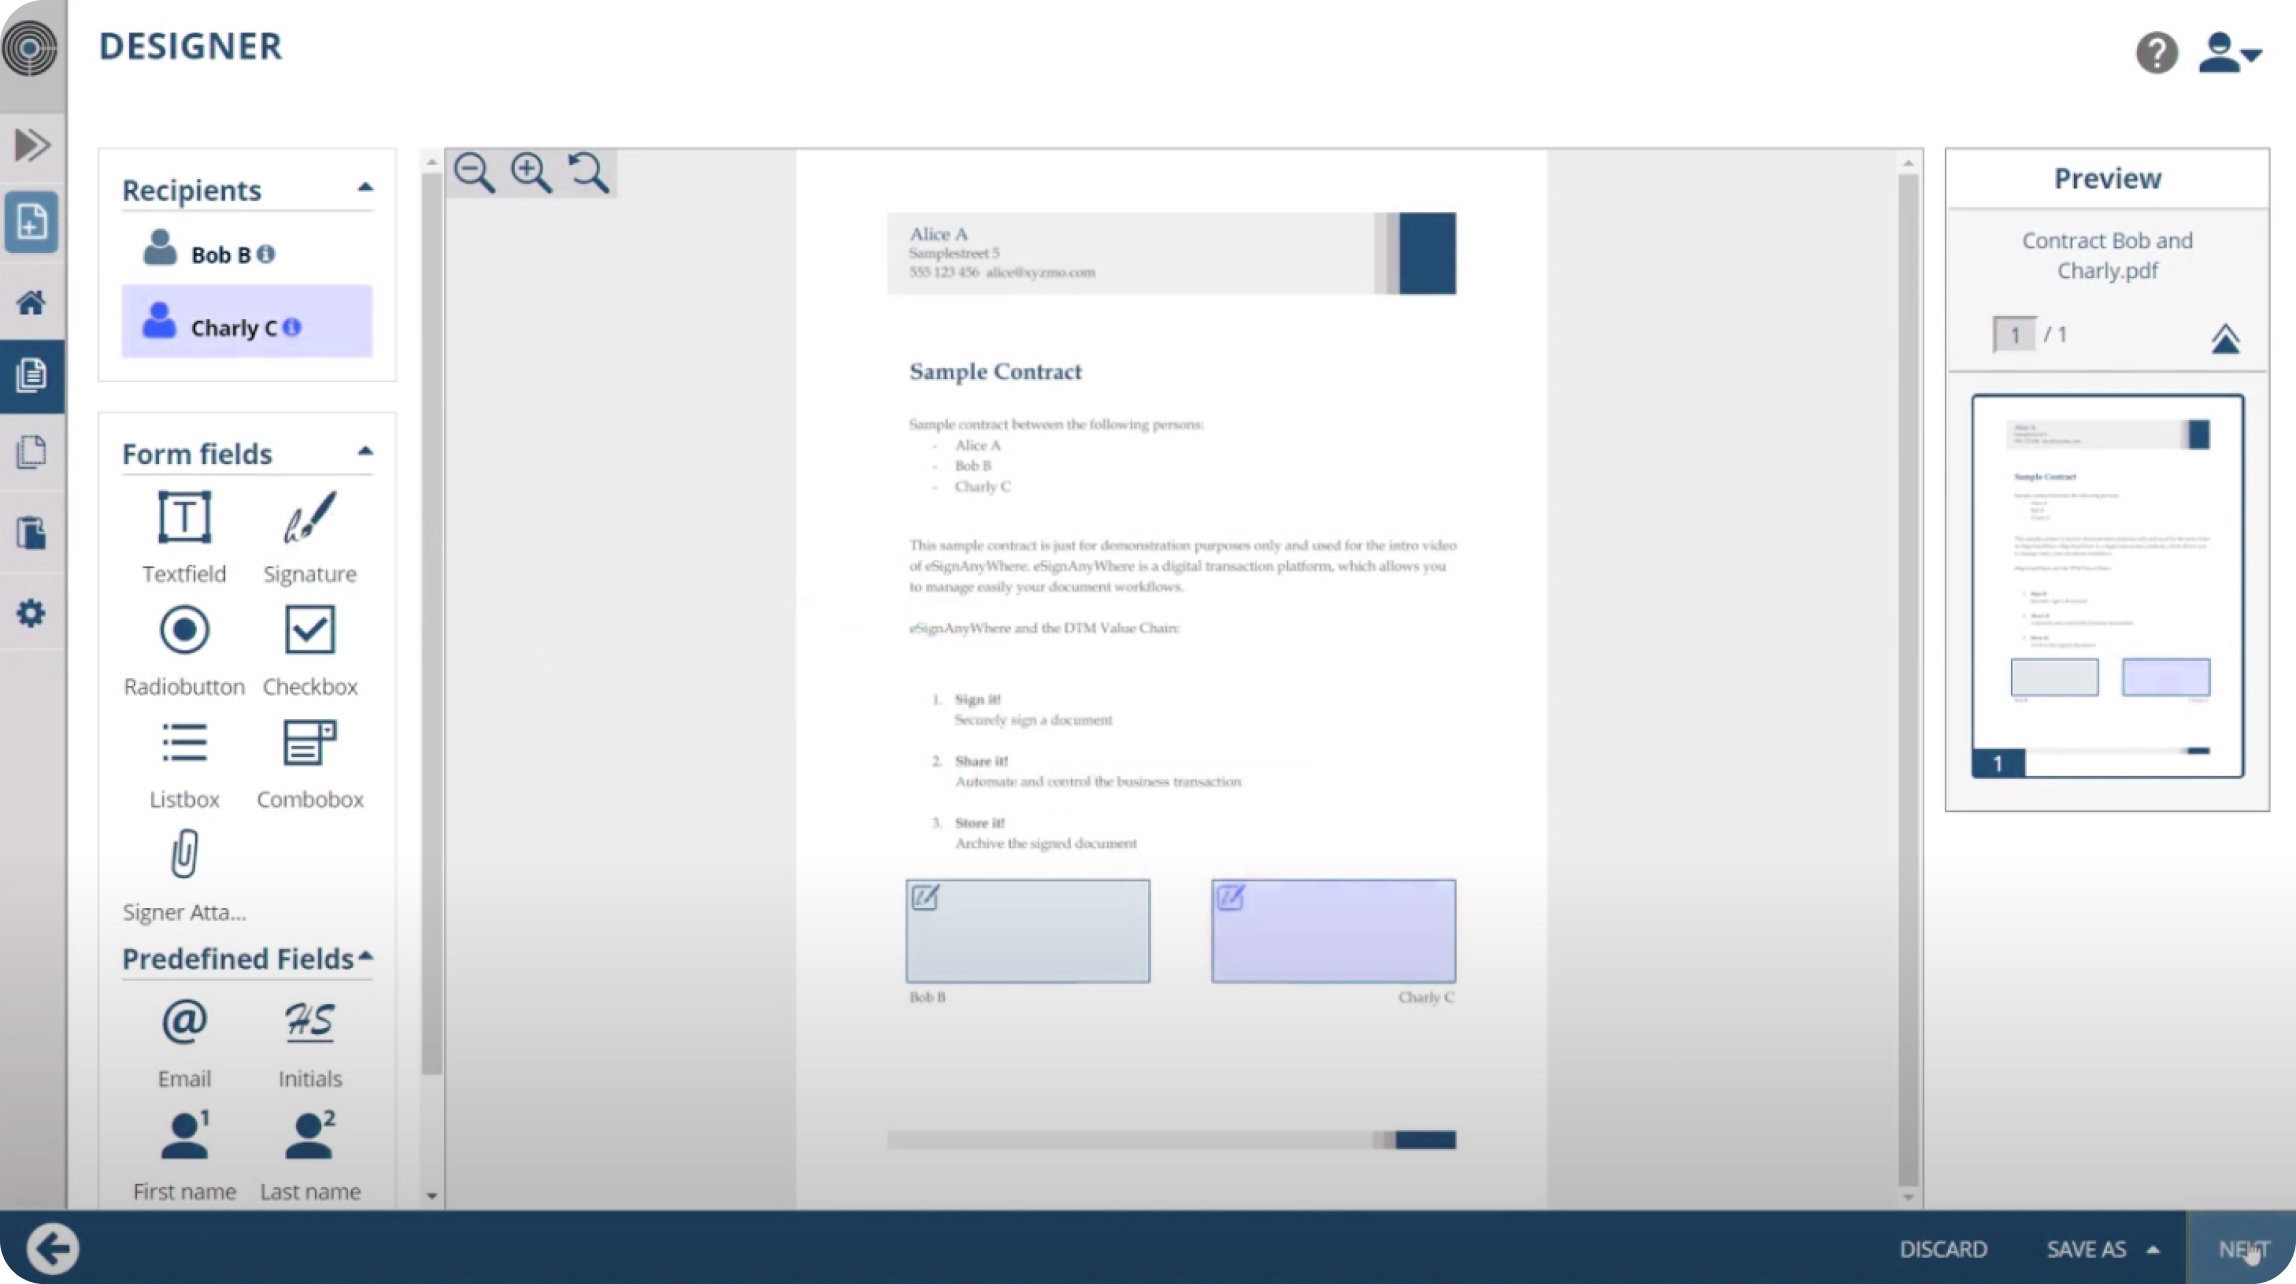 DESIGNER
Recipients
Bob B
Charly C
Form fields
Textfield
Signature
Radiobutton
Checkbox
Listbox
Combobox
Signer Atta...
Predefined Fields
@
Email
HS
Initials
1
First name
2
Last name
Alice A
Samplestreet 5
555 123 456 alice@xyzmo.com
Sample Contract
Sample contract between the following persons:
- Alice A
- Bob B
- Charly C
This sample contract is just for demonstration purposes only and used for the intro video
of eSignAnyWhere. eSignAnyWhere is a digital transaction platform, which allows you
to manage easily your document workflows.
eSignAnyWhere and the DTM Value Chain:
1. Sign it!
Securely sign a document
2. Share it!
Automate and control the business transaction
3. Store it!
Archive the signed document
Bob B
Charly C
Preview
Contract Bob and
Charly.pdf
1 / 1
Sample Contract
1
DISCARD
SAVE AS
NEXT